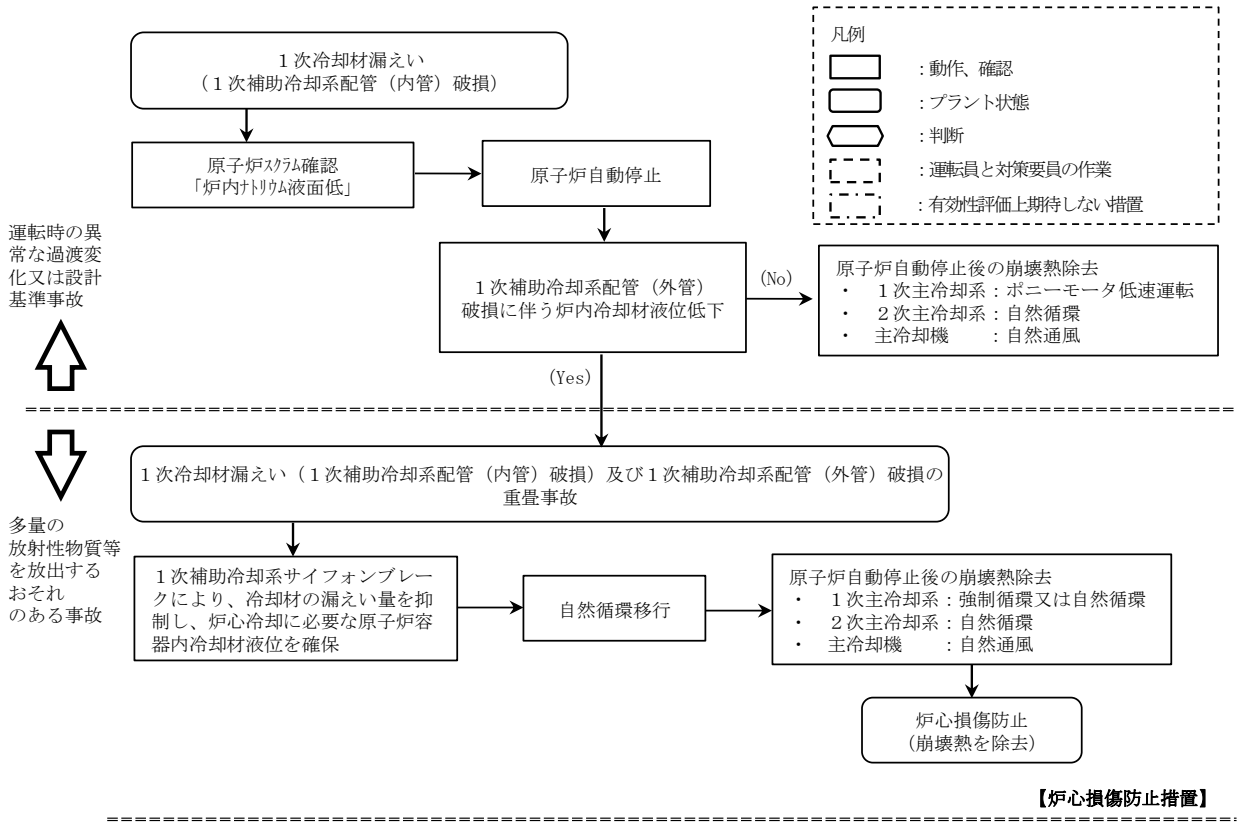 凡例
：動作、確認
：プラント状態
：判断
：運転員と対策要員の作業
：有効性評価上期待しない措置
１次冷却材漏えい
（１次補助冷却系配管（内管）破損）
原子炉ｽｸﾗﾑ確認
「炉内ﾅﾄﾘｳﾑ液面低」
原子炉自動停止
運転時の異
常な過渡変
化又は設計
基準事故
１次補助冷却系配管（外管）
破損に伴う炉内冷却材液位低下
(No)
原子炉自動停止後の崩壊熱除去
・　１次主冷却系：ポニーモータ低速運転
・　２次主冷却系：自然循環
・　主冷却機　　：自然通風
(Yes)
多量の
放射性物質等
を放出する
おそれ
のある事故
１次冷却材漏えい（１次補助冷却系配管（内管）破損）及び１次補助冷却系配管（外管）破損の
重畳事故
１次補助冷却系サイフォンブレー
クにより、冷却材の漏えい量を抑
制し、炉心冷却に必要な原子炉容
器内冷却材液位を確保
自然循環移行
原子炉自動停止後の崩壊熱除去
・　１次主冷却系：強制循環又は自然循環
・　２次主冷却系：自然循環
・　主冷却機　　：自然通風
炉心損傷防止
（崩壊熱を除去）
【炉心損傷防止措置】